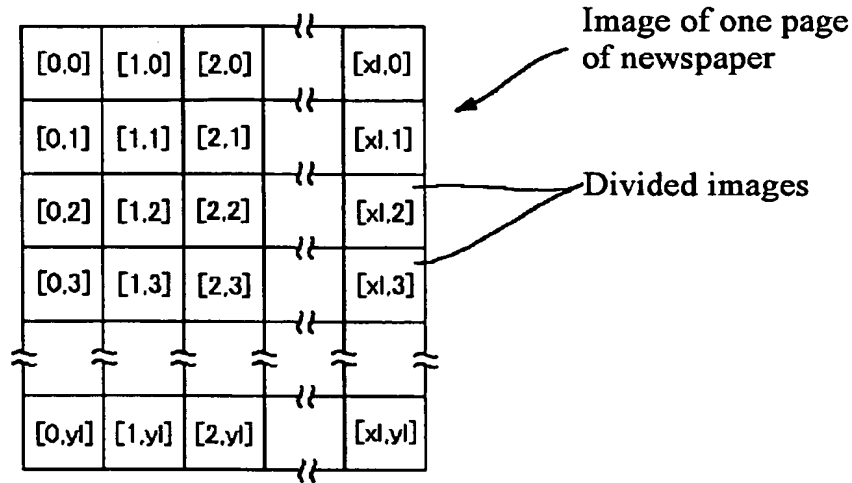 Image of one page
of newspaper
[0,0] [1,0] [2,0] [xl,0]
[0,1] [1,1] [2,1] [xl,1]
[0,2] [1,2] [2,2] [xl,2]
Divided images
[0,3] [1,3] [2,3] [xl,3]
[0,yl] [1,yl] [2,yl] [xl,yl]